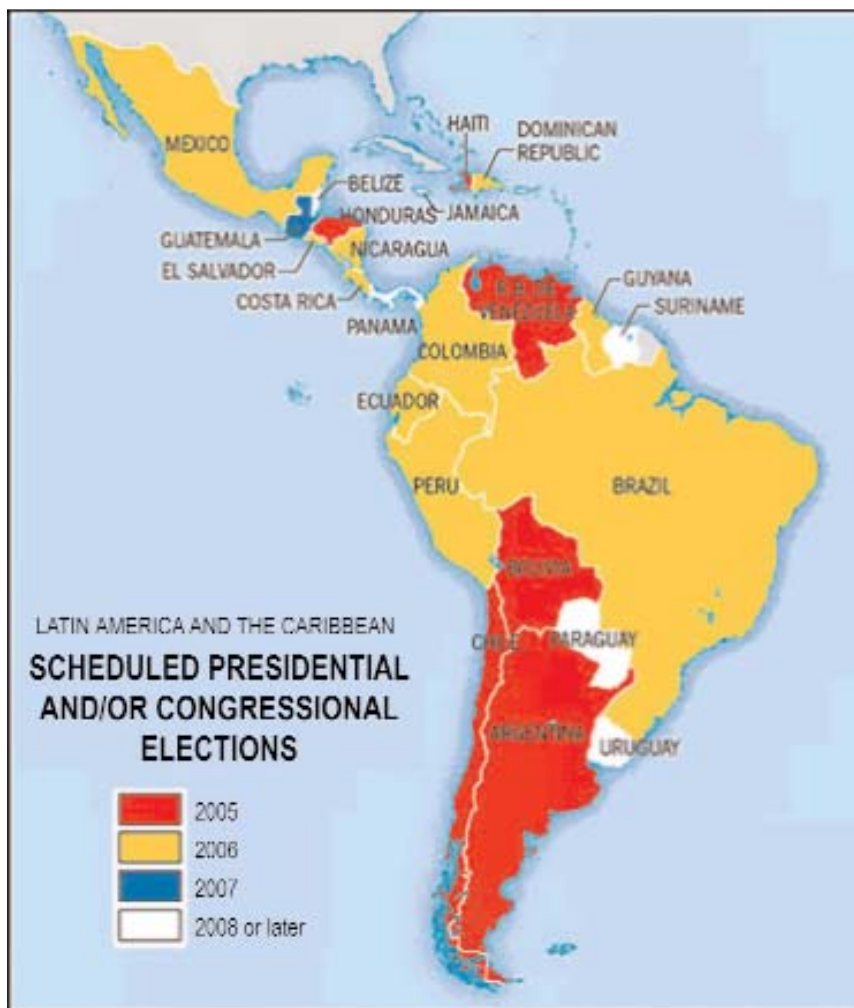 HAITI
DOMINICAN
REPUBLIC
MEXICO
BELIZE
HONDURAS
JAMAICA
GUATEMALA
NICARAGUA
EL SALVADOR
COSTA RICA
GUYANA
SURINAME
R.B. DE
VENEZUELA
PANAMA
COLOMBIA
ECUADOR
PERU
BRAZIL
BOLIVIA
CHILE
PARAGUAY
ARGENTINA
URUGUAY
LATIN AMERICA AND THE CARIBBEAN
SCHEDULED PRESIDENTIAL
AND/OR CONGRESSIONAL
ELECTIONS
2005
2006
2007
2008 or later